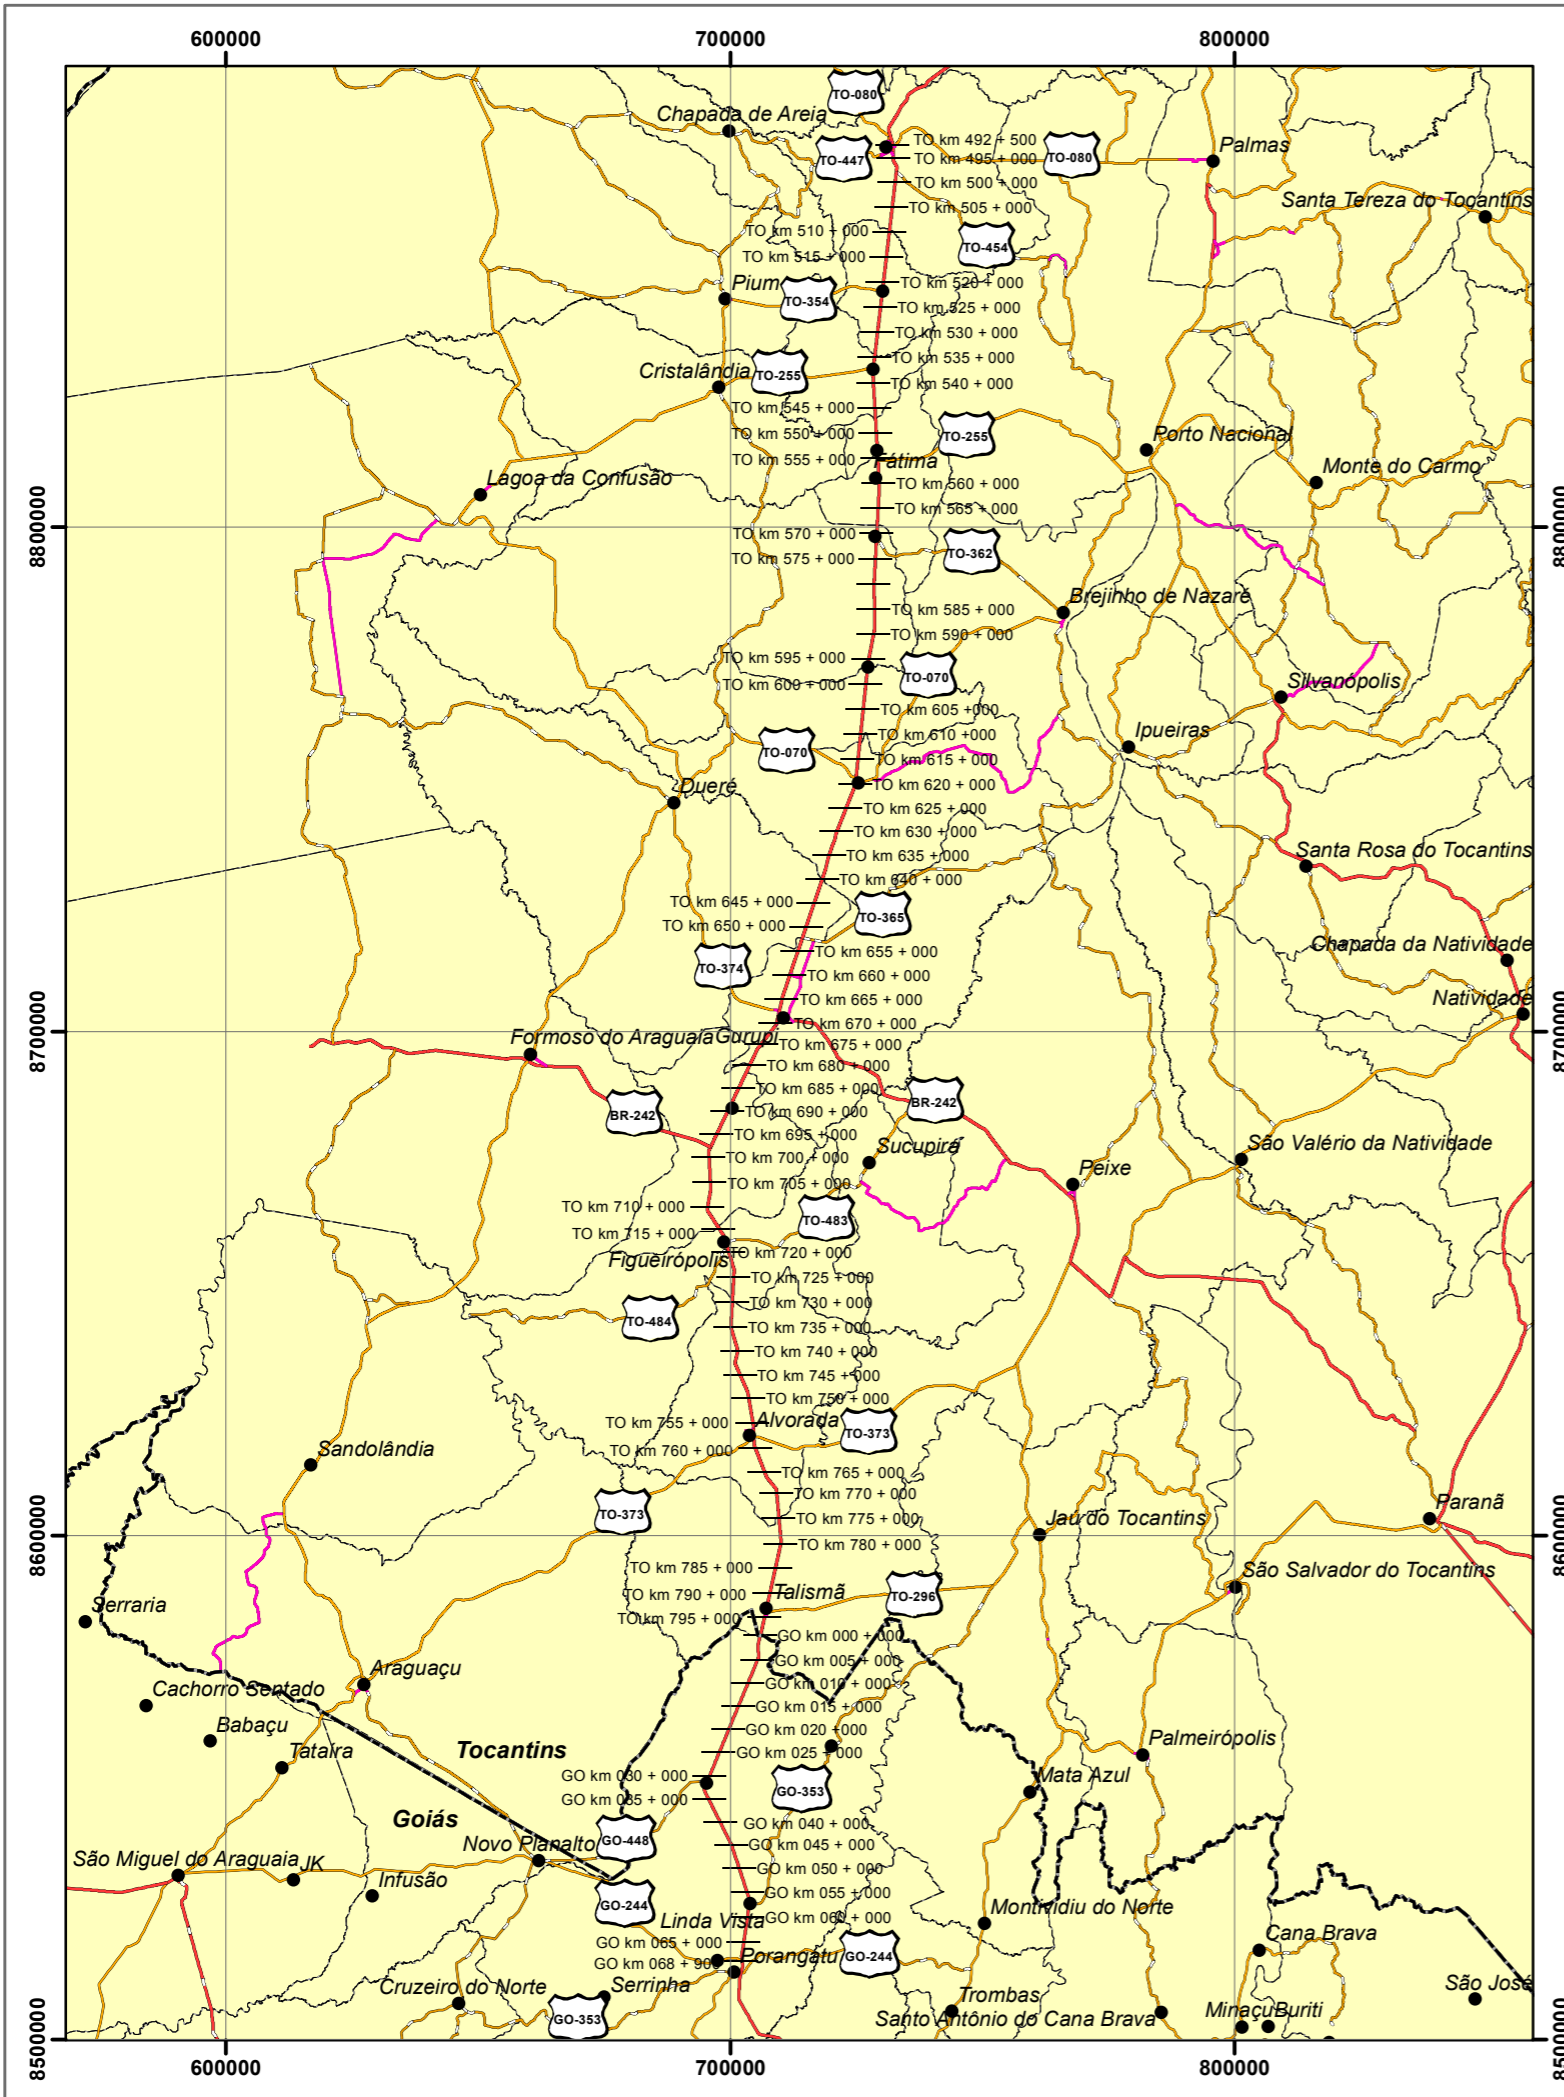 600000
700000
800000
TO-080
Chapada de Areia
TO km 492 + 500
TO-447
TO km 495 + 000
TO-080
Palmas
TO km 500 + 000
Santa Tereza do Tocantins
TO km 505 + 000
TO km 510 + 000
TO-454
TO km 515 + 000
Pium
TO km 520 + 000
TO-354
TO km 525 + 000
TO km 530 + 000
TO km 535 + 000
Cristalândia
TO-255
TO km 540 + 000
TO km 545 + 000
TO km 550 + 000
TO-255
Porto Nacional
TO km 555 + 000
Fátima
Monte do Carmo
Lagoa da Confusão
TO km 560 + 000
TO km 565 + 000
8800000
8800000
TO km 570 + 000
TO-362
TO km 575 + 000
Brejinho de Nazaré
TO km 585 + 000
TO km 590 + 000
TO km 595 + 000
TO-070
Silvanópolis
TO km 600 + 000
TO km 605 +000
Ipueiras
TO km 610 +000
TO-070
TO km 615 + 000
Dueré
TO km 620 + 000
TO km 625 + 000
TO km 630 + 000
TO km 635 + 000
Santa Rosa do Tocantins
TO km 640 + 000
TO km 645 + 000
TO-365
TO km 650 + 000
TO km 655 + 000
Chapada da Natividade
TO-374
TO km 660 + 000
TO km 665 + 000
Natividade
8700000
8700000
TO km 670 + 000
Formoso do Araguaia
Gurupi
TO km 675 + 000
TO km 680 + 000
TO km 685 + 000
BR-242
BR-242
TO km 690 + 000
TO km 695 + 000
Sucupira
São Valério da Natividade
TO km 700 + 000
Peixe
TO km 705 + 000
TO km 710 + 000
TO-483
TO km 715 + 000
TO km 720 + 000
Figueirópolis
TO km 725 + 000
TO km 730 + 000
TO-484
TO km 735 + 000
TO km 740 + 000
TO km 745 + 000
TO km 750 + 000
TO km 755 + 000
Alvorada
TO-373
Sandolândia
TO km 760 + 000
TO km 765 + 000
TO km 770 + 000
TO-373
Paranã
TO km 775 + 000
Jaú do Tocantins
8600000
8600000
TO km 780 + 000
TO km 785 + 000
São Salvador do Tocantins
TO km 790 + 000
Talismã
TO-296
Serraria
TO km 795 + 000
GO km 000 + 000
GO km 005 + 000
Araguaçu
GO km 010 + 000
Cachorro Sentado
GO km 015 + 000
Babaçu
GO km 020 + 000
Palmeirópolis
Tataíra
Tocantins
GO km 025 + 000
GO km 030 + 000
Mata Azul
GO-353
GO km 035 + 000
Goiás
GO km 040 + 000
GO-448
Novo Planalto
GO km 045 + 000
São Miguel do Araguaia
JK
GO km 050 + 000
Infusão
GO km 055 + 000
GO-244
Montividiu do Norte
Linda Vista
GO km 060 + 000
Cana Brava
GO km 065 + 000
Porangatu
GO-244
GO km 068 + 900
Cruzeiro do Norte
Serrinha
São José
Trombas
GO-353
Santo Antônio do Cana Brava
Minaçu
Buriti
8500000
8500000
600000
700000
800000